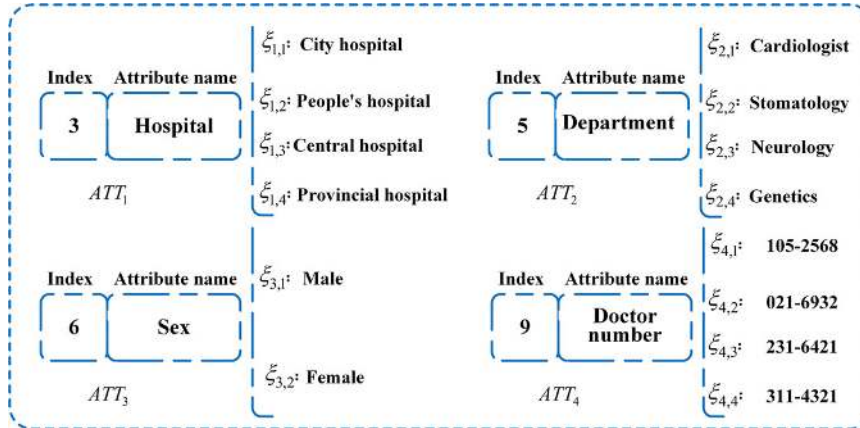 ξ1,1: City hospital
Index Attribute name
3 Hospital
ξ1,2: People's hospital
ξ1,3: Central hospital
ATT1
ξ1,4: Provincial hospital
ξ2,1: Cardiologist
Index Attribute name
5 Department
ξ2,2: Stomatology
ξ2,3: Neurology
ATT2
ξ2,4: Genetics
Index Attribute name
ξ3,1: Male
6 Sex
ATT3
ξ3,2: Female
ξ4,1: 105-2568
Index Attribute name
9 Doctor
number
ξ4,2: 021-6932
ξ4,3: 231-6421
ATT4
ξ4,4: 311-4321